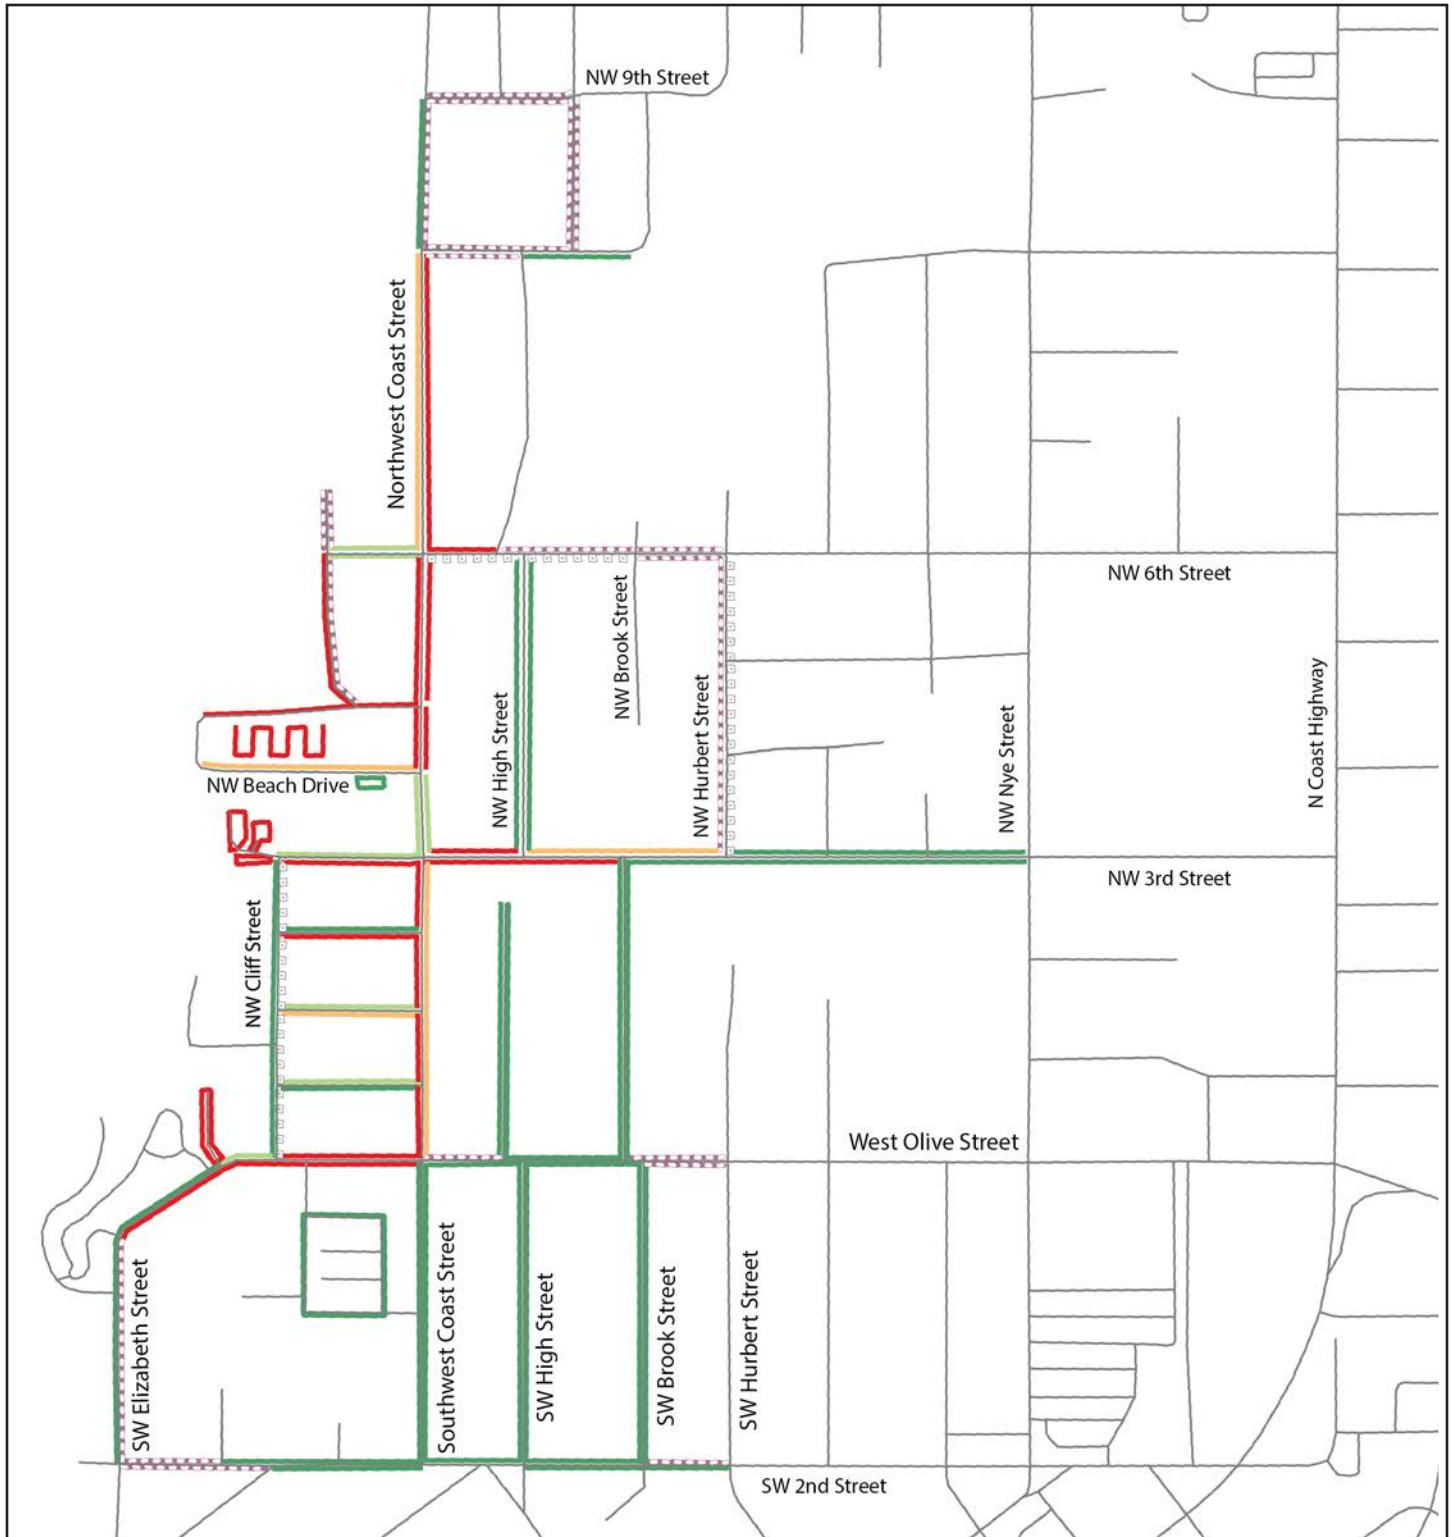 NW 9th Street
Northwest Coast Street
NW 6th Street
NW Brook Street
NW High Street
NW Hurbert Street
NW Nye Street
N Coast Highway
NW Beach Drive
NW 3rd Street
NW Cliff Street
West Olive Street
SW Elizabeth Street
Southwest Coast Street
SW High Street
SW Brook Street
SW Hurbert Street
SW 2nd Street